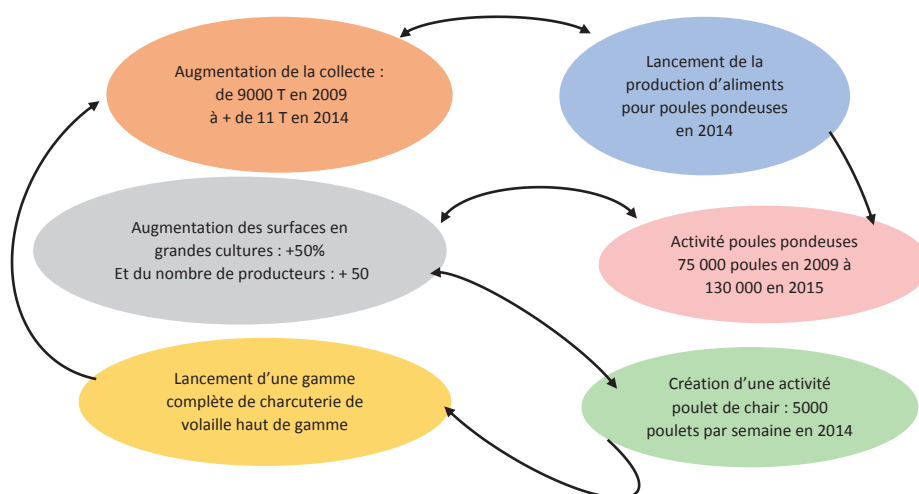 Augmentation de la collecte :
de 9000 T en 2009
à + de 11 T en 2014
Lancement de la
production d’aliments
pour poules pondeuses
en 2014
Augmentation des surfaces en
grandes cultures : +50%
Et du nombre de producteurs : + 50
Activité poules pondeuses
75 000 poules en 2009 à
130 000 en 2015
Lancement d’une gamme
complète de charcuterie de
volaille haut de gamme
Création d’une activité
poulet de chair : 5000
poulets par semaine en 2014